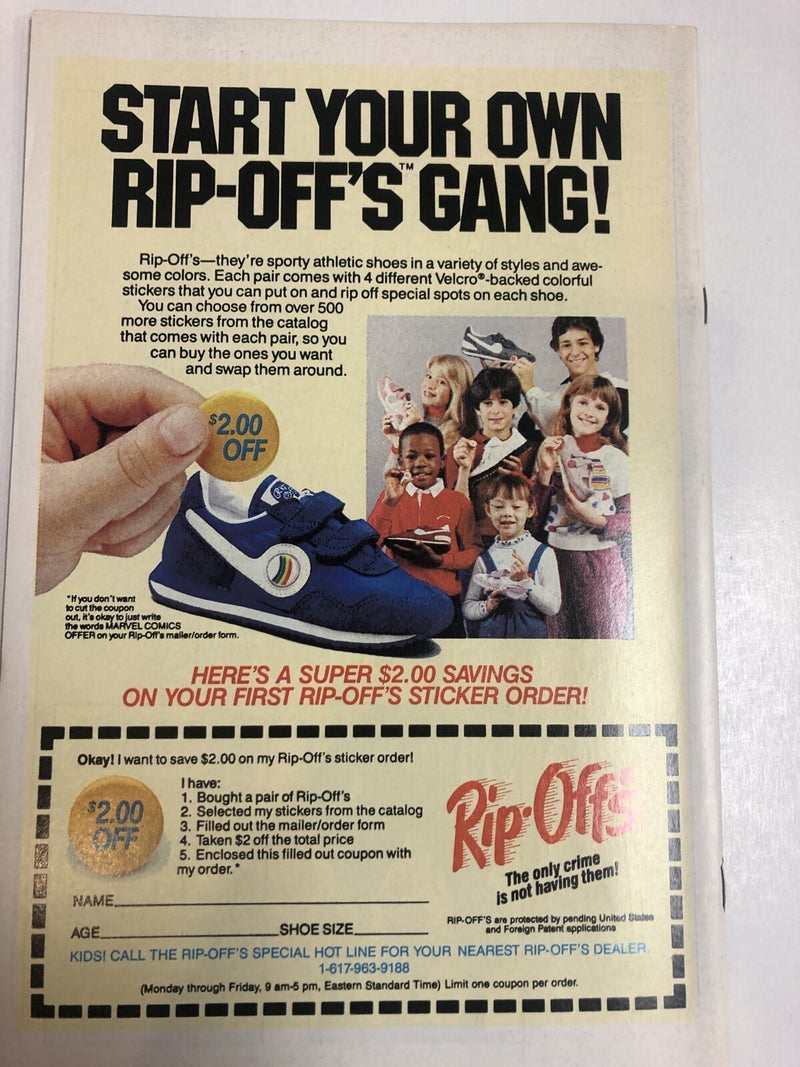 START YOUR OWN
RIP-OFF'S™ GANG!
Rip-Off's—they're sporty athletic shoes in a variety of styles and awe-
some colors. Each pair comes with 4 different Velcro®-backed colorful
stickers that you can put on and rip off special spots on each shoe.
You can choose from over 500
more stickers from the catalog
that comes with each pair, so you
can buy the ones you want
and swap them around.
$2.00
OFF
*If you don't want
to cut the coupon
out, it's okay to just write
the words MARVEL COMICS
OFFER on your Rip-Off's mailer/order form.
HERE'S A SUPER $2.00 SAVINGS
ON YOUR FIRST RIP-OFF'S STICKER ORDER!
Okay! I want to save $2.00 on my Rip-Off's sticker order!
$2.00
OFF
I have:
1. Bought a pair of Rip-Off's
2. Selected my stickers from the catalog
3. Filled out the mailer/order form
4. Taken $2 off the total price
5. Enclosed this filled out coupon with
my order.*
Rip-Off's
The only crime
is not having them!
NAME
AGE SHOE SIZE
RIP-OFF'S are protected by pending United States
and Foreign Patent applications
KIDS! CALL THE RIP-OFF'S SPECIAL HOT LINE FOR YOUR NEAREST RIP-OFF'S DEALER.
1-617-963-9188
(Monday through Friday, 9 am-5 pm, Eastern Standard Time) Limit one coupon per order.